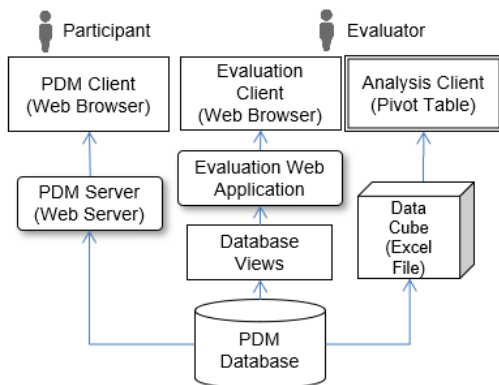 Participant
Evaluator
PDM Client
(Web Browser)
Evaluation
Client
(Web Browser)
Analysis Client
(Pivot Table)
PDM Server
(Web Server)
Evaluation Web
Application
Data
Cube
(Excel
File)
Database
Views
PDM
Database